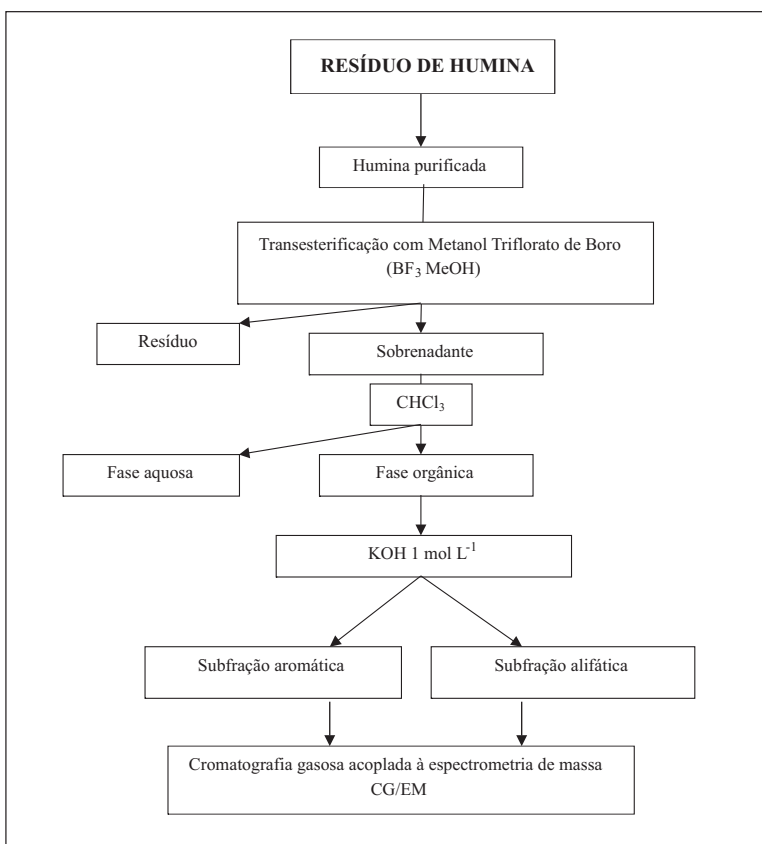 RESÍDUO DE HUMINA
Humina purificada
Transesterificação com Metanol Triflorato de Boro
(BF₃ MeOH)
Resíduo
Sobrenadante
CHCl₃
Fase aquosa
Fase orgânica
KOH 1 mol L⁻¹
Subfração aromática
Subfração alifática
Cromatografia gasosa acoplada à espectrometria de massa
CG/EM